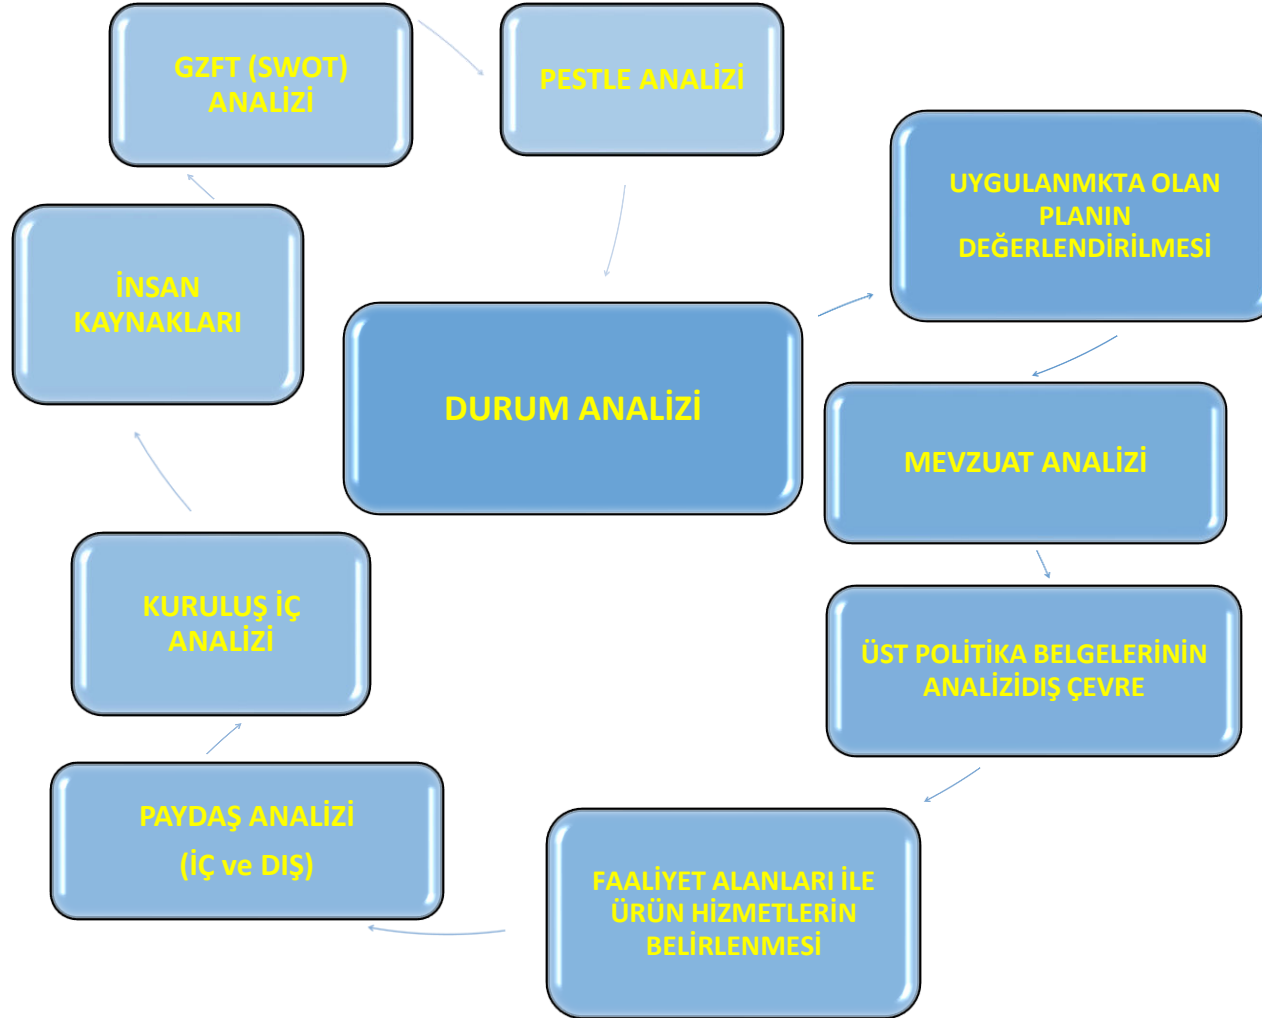 GZFT (SWOT)
ANALİZİ
PESTLE ANALİZİ
UYGULANMKTA OLAN
PLANIN
DEĞERLENDİRİLMESİ
İNSAN
KAYNAKLARI
DURUM ANALİZİ
MEVZUAT ANALİZİ
KURULUŞ İÇ
ANALİZİ
ÜST POLİTİKA BELGELERİNİN
ANALİZİDIŞ ÇEVRE
PAYDAŞ ANALİZİ
(İÇ ve DIŞ)
FAALİYET ALANLARI İLE
ÜRÜN HİZMETLERİN
BELİRLENMESİ